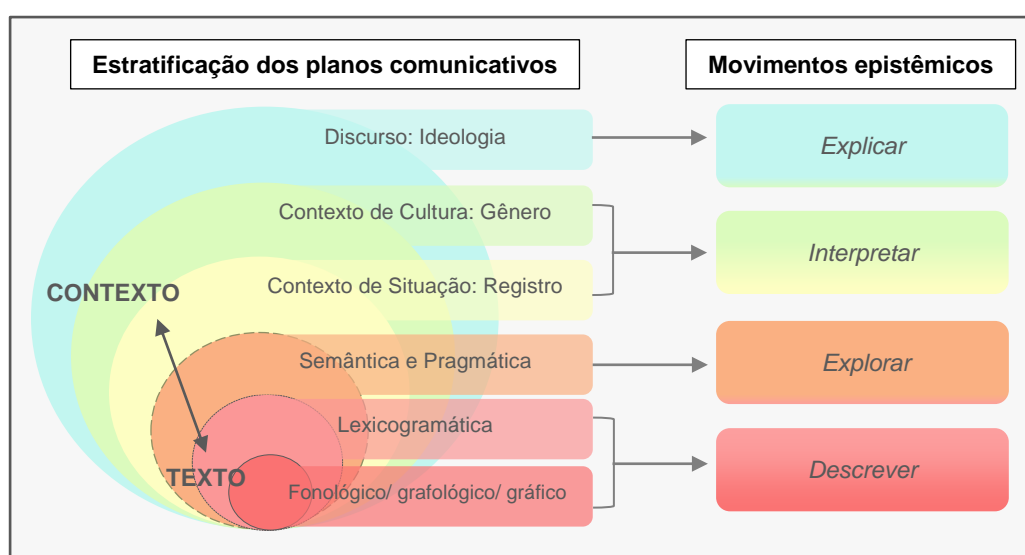 Estratificação dos planos comunicativos
Movimentos epistêmicos
Discurso: Ideologia
Explicar
Contexto de Cultura: Gênero
Interpretar
Contexto de Situação: Registro
CONTEXTO
Semântica e Pragmática
Explorar
Lexicogramática
Descrever
TEXTO
Fonológico/ grafológico/ gráfico